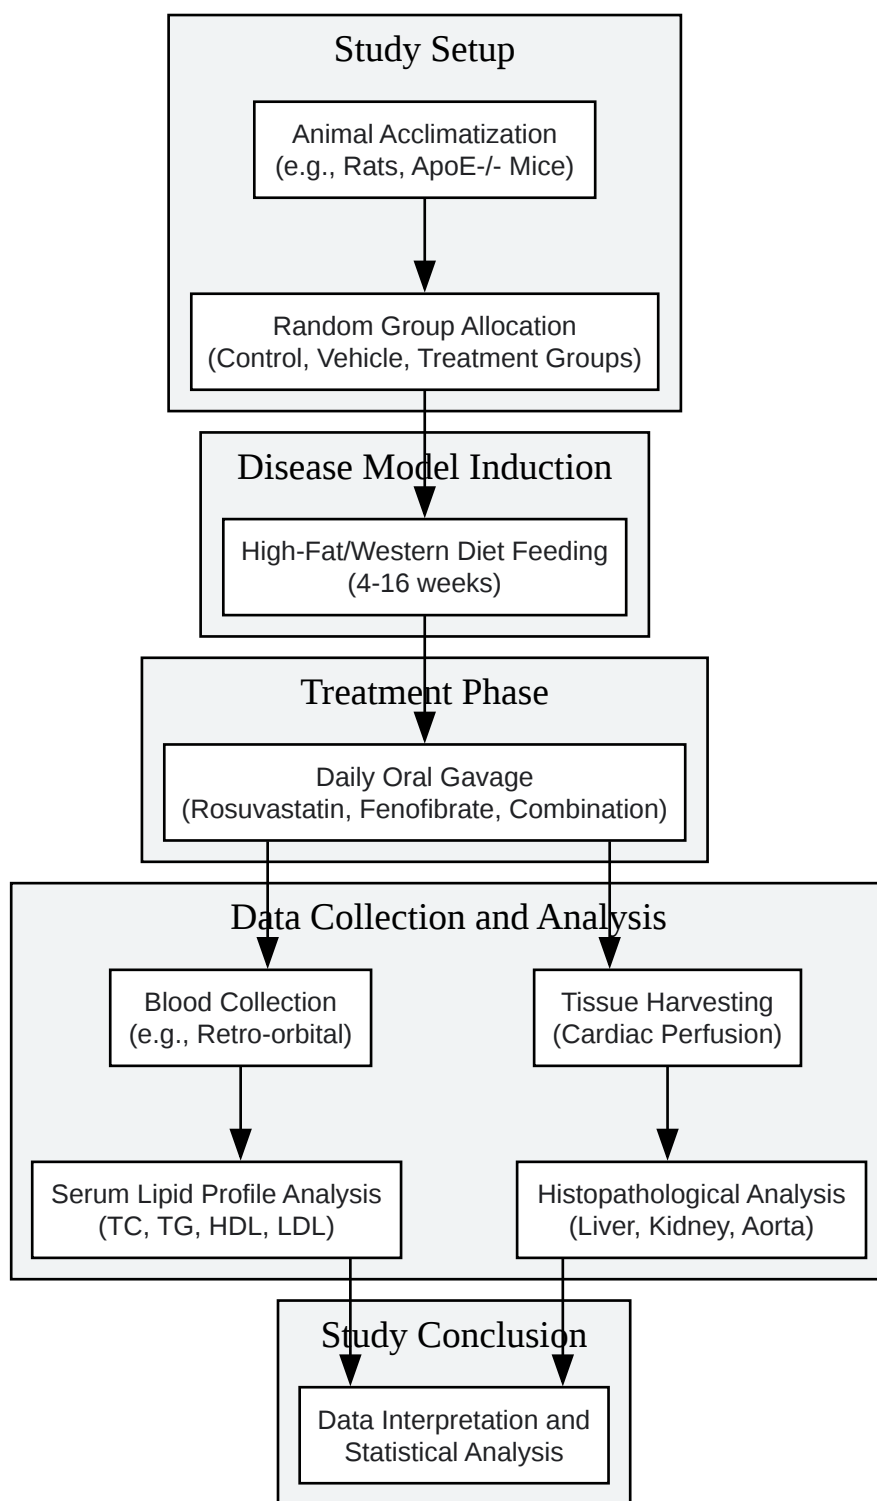 Study Setup
Animal Acclimatization
(e.g., Rats, ApoE-/- Mice)
Random Group Allocation
(Control, Vehicle, Treatment Groups)
Disease Model Induction
High-Fat/Western Diet Feeding
(4-16 weeks)
Treatment Phase
Daily Oral Gavage
(Rosuvastatin, Fenofibrate, Combination)
Data Collection and Analysis
Blood Collection
(e.g., Retro-orbital)
Tissue Harvesting
(Cardiac Perfusion)
Serum Lipid Profile Analysis
(TC, TG, HDL, LDL)
Histopathological Analysis
(Liver, Kidney, Aorta)
Study Conclusion
Data Interpretation and
Statistical Analysis